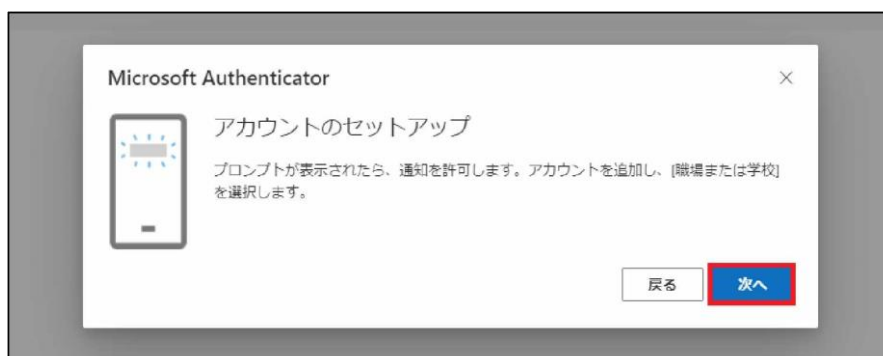 Microsoft Authenticator
アカウントのセットアップ
プロンプトが表示されたら、通知を許可します。アカウントを追加し、[職場または学校]
を選択します。
戻る
次へ